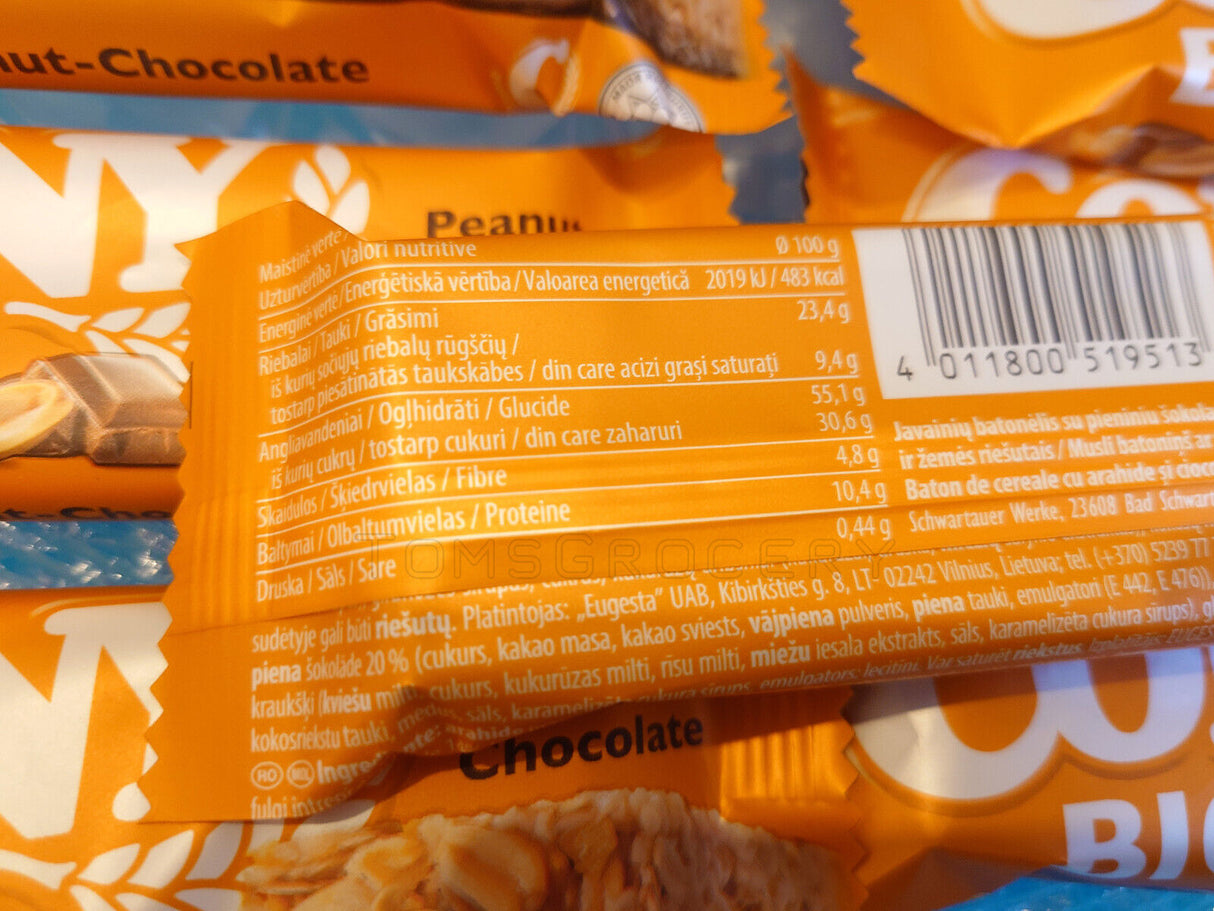 ut-Chocolate
NY
Peanu
Maistinė vertė /
Uzturvērtība / Valori nutritive Ø 100 g
Energinė vertė / Enerģētiskā vērtība / Valoarea energetică 2019 kJ / 483 kcal
Riebalai / Tauki / Grăsimi 23,4 g
iš kurių sočiųjų riebalų rūgščių /
tostarp piesātinātās taukskābes / din care acizi grași saturați 9,4 g
Angliavandeniai / Ogļhidrāti / Glucide 55,1 g
iš kurių cukrų / tostarp cukuri / din care zaharuri 30,6 g
Skaidulos / Šķiedrvielas / Fibre 4,8 g
Baltymai / Olbaltumvielas / Proteine 10,4 g
Druska / Sāls / Sare 0,44 g
4 011800 519513
Javainių batonėlis su pieniniu šokola
ir žemės riešutais / Musli batoniņš ar
Baton de cereale cu arahide și cioc
Schwartauer Werke, 23608 Bad Schwart
TOMSGROCERY
sudėtyje gali būti riešutų. Platintojas: „Eugesta" UAB, Kibirkšties g. 8, LT- 02242 Vilnius, Lietuva; tel. (+370) 5239 77
piena šokolāde 20 % (cukurs, kakao masa, kakao sviests, vājpiena pulveris, piena tauki, emulgatori (E 442, E 476)),
kraukšķi (kviešu milti, cukurs, kukurūzas milti, rīsu milti, miežu iesala ekstrakts, sāls, karamelizēta cukura sīrups), gl
kokosriekstu tauki, medus, sāls, karamelizēta cukura sīrups, emulgators: lecitīni. Var saturēt riekstus.
RO MOL Ingre
Chocolate
Co
BIG